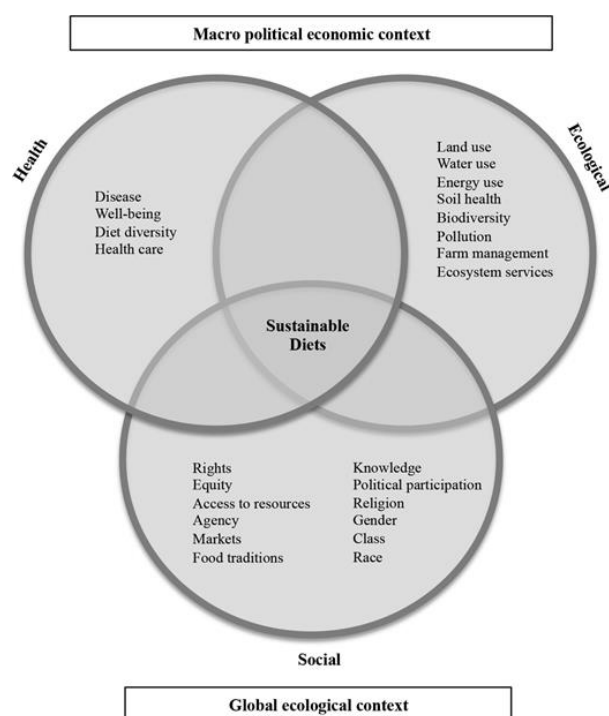 Macro political economic context
Health
Ecological
Disease
Well-being
Diet diversity
Health care
Land use
Water use
Energy use
Soil health
Biodiversity
Pollution
Farm management
Ecosystem services
Sustainable
Diets
Rights
Equity
Access to resources
Agency
Markets
Food traditions
Knowledge
Political participation
Religion
Gender
Class
Race
Social
Global ecological context